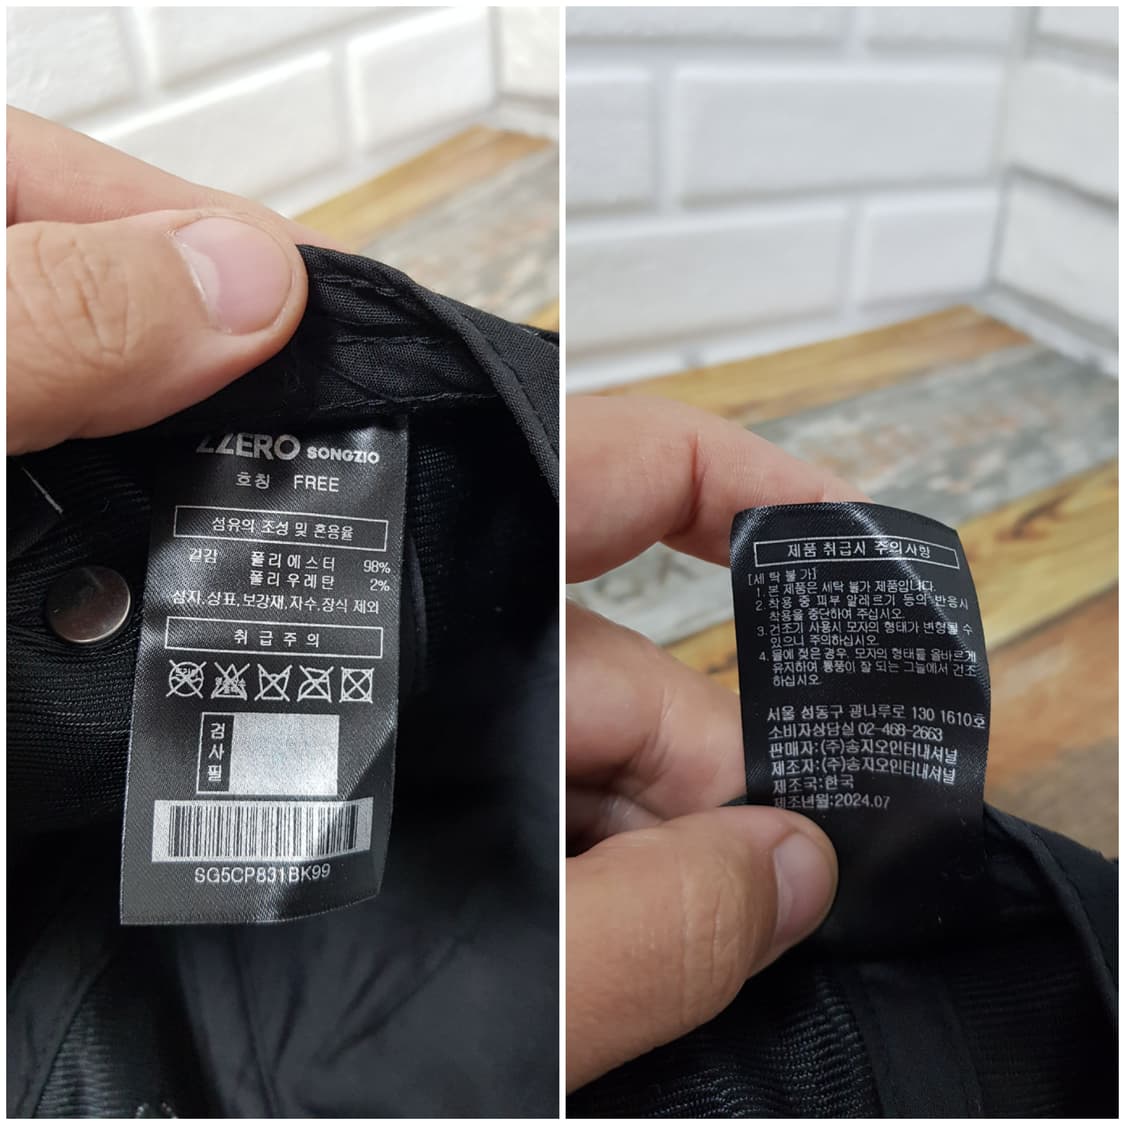 ZZERO SONGZIO
호칭 FREE
섬유의 조성 및 혼용율
겉감 폴리에스터 98%
폴리우레탄 2%
심지,상표,보강재,자수,장식 제외
취급주의
검
사
필
SG5CP831BK99
제품 취급시 주의사항
[세탁불가]
1. 본 제품은 세탁 불가 제품입니다.
2. 착용 중 피부 알레르기 등의 반응시
착용을 중단하여 주십시오.
3. 건조기 사용시 모자의 형태가 변형될 수
있으니 주의하십시오.
4. 물에 젖은 경우, 모자의 형태를 올바르게
유지하여 통풍이 잘 되는 그늘에서 건조
하십시오.
서울 성동구 광나루로 130 1610호
소비자상담실 02-468-2663
판매자:(주)송지오인터내셔널
제조자:(주)송지오인터내셔널
제조국:한국
제조년월:2024.07